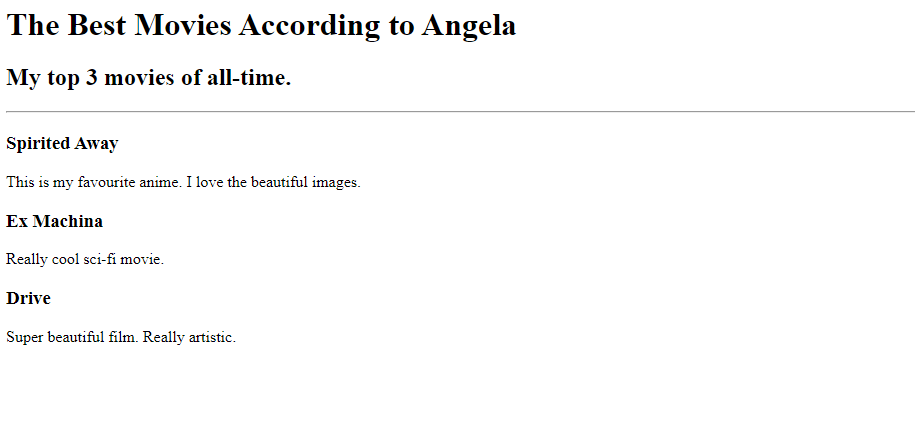 The Best Movies According to Angela
My top 3 movies of all-time.
Spirited Away
This is my favourite anime. I love the beautiful images.
Ex Machina
Really cool sci-fi movie.
Drive
Super beautiful film. Really artistic.